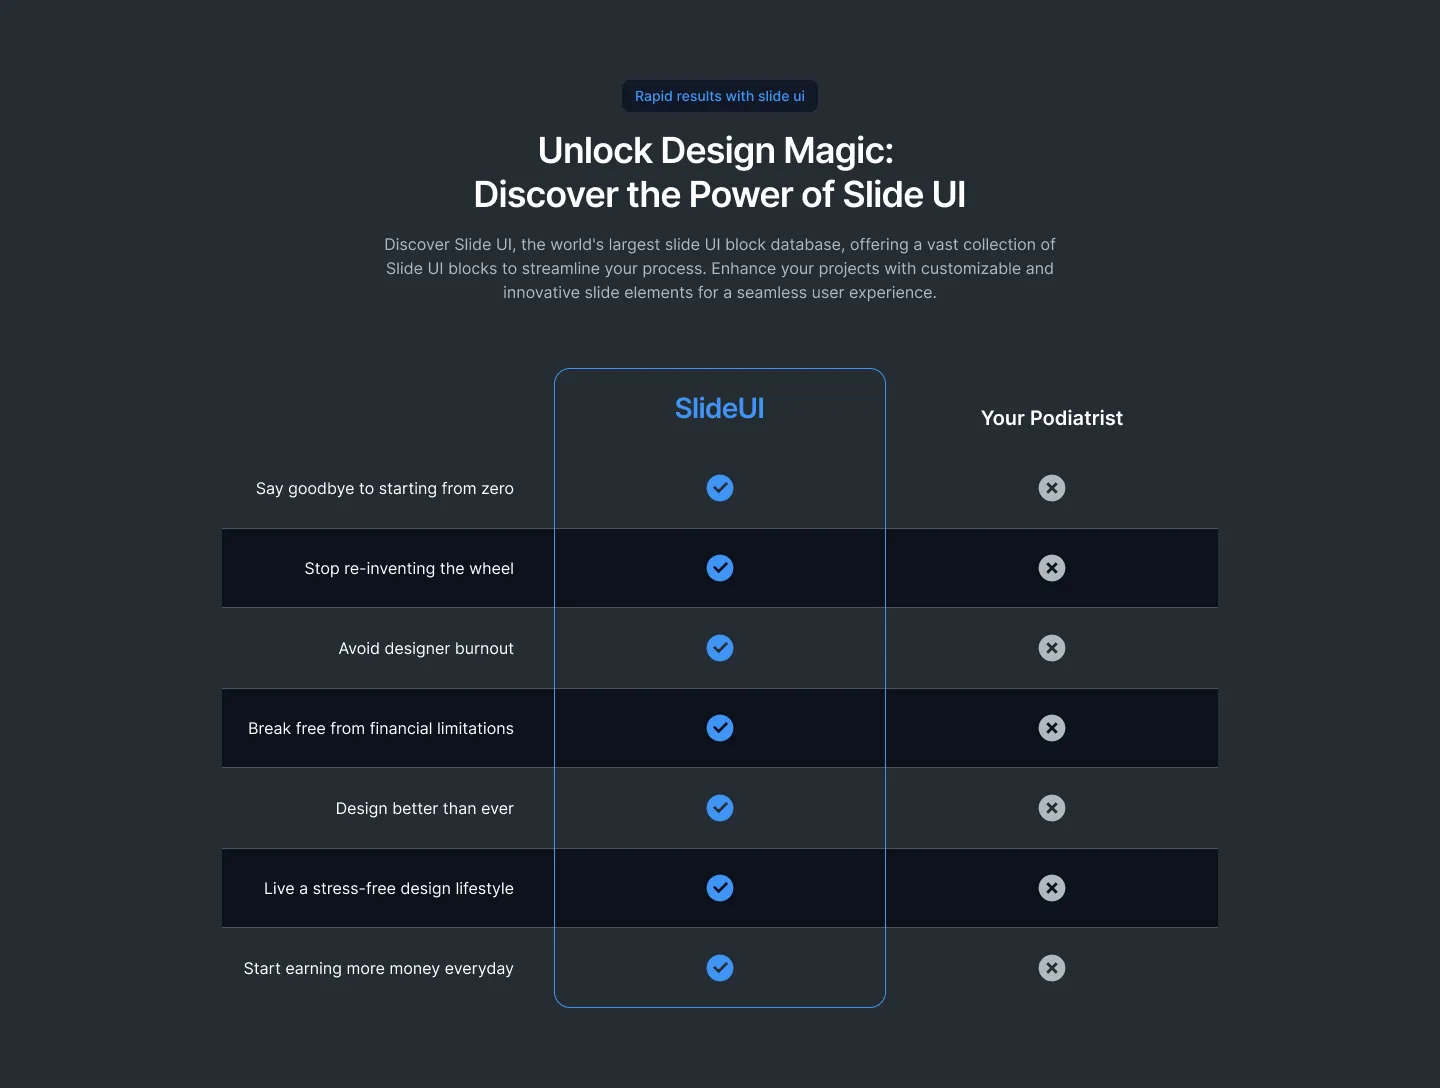 Rapid results with slide ui
Unlock Design Magic:
Discover the Power of Slide UI
Discover Slide UI, the world's largest slide UI block database, offering a vast collection of
Slide UI blocks to streamline your process. Enhance your projects with customizable and
innovative slide elements for a seamless user experience.
SlideUI
Your Podiatrist
Say goodbye to starting from zero
Stop re-inventing the wheel
Avoid designer burnout
Break free from financial limitations
Design better than ever
Live a stress-free design lifestyle
Start earning more money everyday